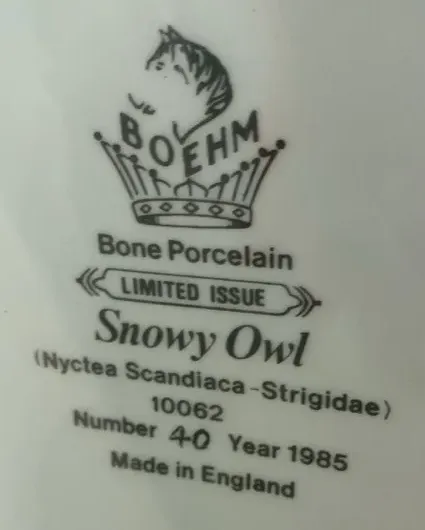 BOEHM
Bone Porcelain
LIMITED ISSUE
Snowy Owl
(Nyctea Scandiaca-Strigidae)
10062
Number 40 Year 1985
Made in England